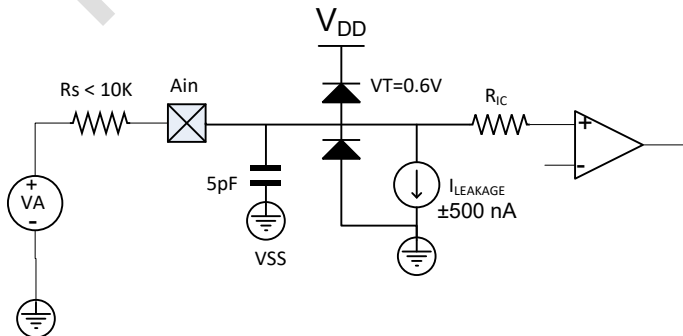 VDD
Rs < 10K
Ain
VT=0.6V
RIC
+
-
+
VA
-
5pF
VSS
ILEAKAGE
±500 nA